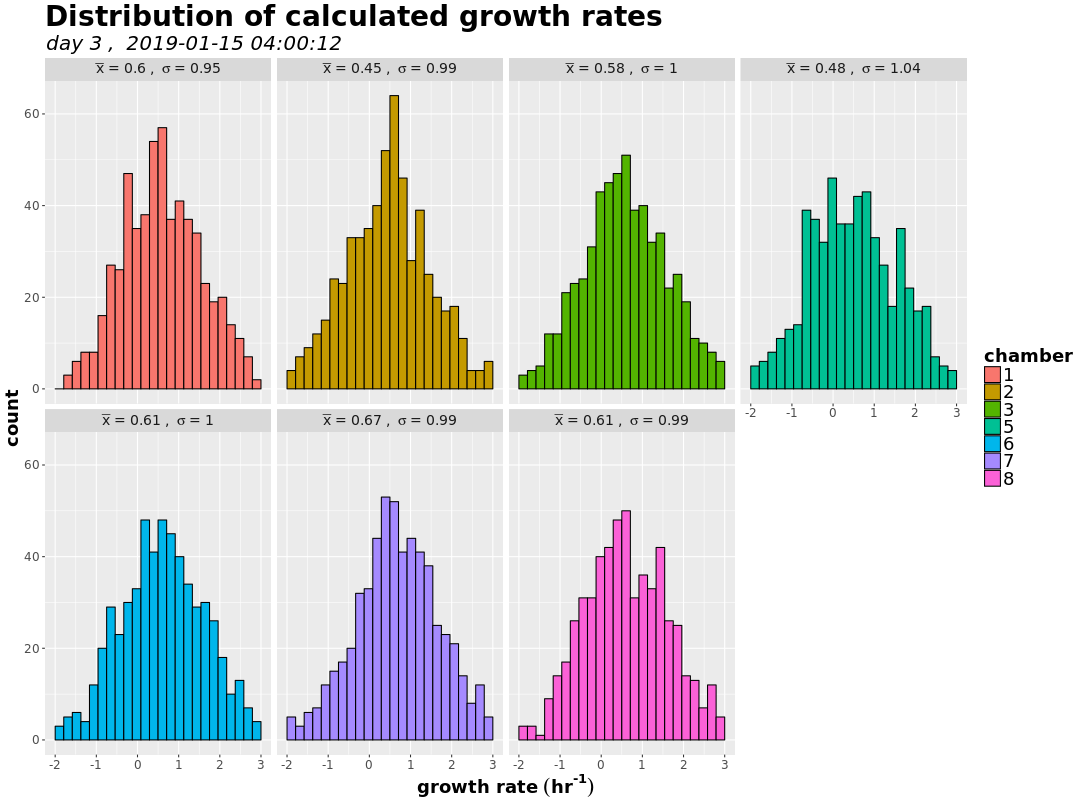 Distribution of calculated growth rates
day 3 ,  2019-01-15 04:00:12
x̅ = 0.6 ,  σ = 0.95
x̅ = 0.45 ,  σ = 0.99
x̅ = 0.58 ,  σ = 1
x̅ = 0.48 ,  σ = 1.04
60
40
20
0
-2 -1 0 1 2 3
chamber
1
2
3
5
6
7
8
count
x̅ = 0.61 ,  σ = 1
x̅ = 0.67 ,  σ = 0.99
x̅ = 0.61 ,  σ = 0.99
60
40
20
0
-2 -1 0 1 2 3
-2 -1 0 1 2 3
-2 -1 0 1 2 3
growth rate (hr⁻¹)